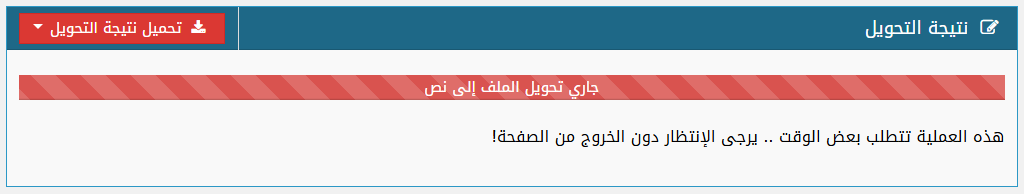 نتيجة التحويل
تحميل نتيجة التحويل
جاري تحويل الملف إلى نص
هذه العملية تتطلب بعض الوقت .. يرجى الإنتظار دون الخروج من الصفحة!